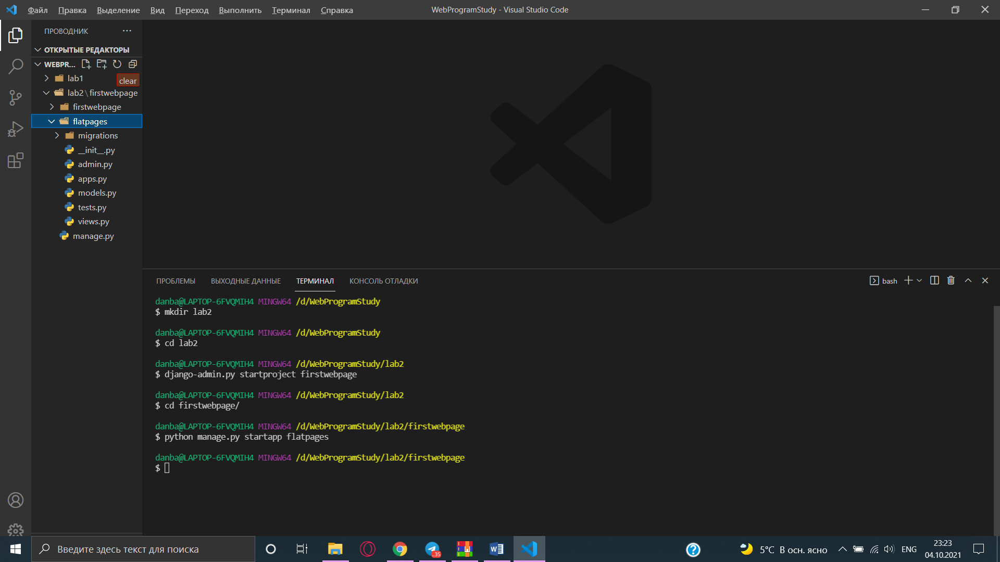 Файл Правка Выделение Вид Переход Выполнить Терминал Справка WebProgramStudy - Visual Studio Code
ПРОВОДНИК
ОТКРЫТЫЕ РЕДАКТОРЫ
WEBPR...
lab1
clear
lab2\firstwebpage
firstwebpage
flatpages
migrations
__init__.py
admin.py
apps.py
models.py
tests.py
views.py
manage.py
ПРОБЛЕМЫ ВЫХОДНЫЕ ДАННЫЕ ТЕРМИНАЛ КОНСОЛЬ ОТЛАДКИ bash
danba@LAPTOP-6FVQMIH4 MINGW64 /d/WebProgramStudy
$ mkdir lab2
danba@LAPTOP-6FVQMIH4 MINGW64 /d/WebProgramStudy
$ cd lab2
danba@LAPTOP-6FVQMIH4 MINGW64 /d/WebProgramStudy/lab2
$ django-admin.py startproject firstwebpage
danba@LAPTOP-6FVQMIH4 MINGW64 /d/WebProgramStudy/lab2
$ cd firstwebpage/
danba@LAPTOP-6FVQMIH4 MINGW64 /d/WebProgramStudy/lab2/firstwebpage
$ python manage.py startapp flatpages
danba@LAPTOP-6FVQMIH4 MINGW64 /d/WebProgramStudy/lab2/firstwebpage
$
Введите здесь текст для поиска
..35
W
5°C В осн. ясно
ENG
23:23
04.10.2021